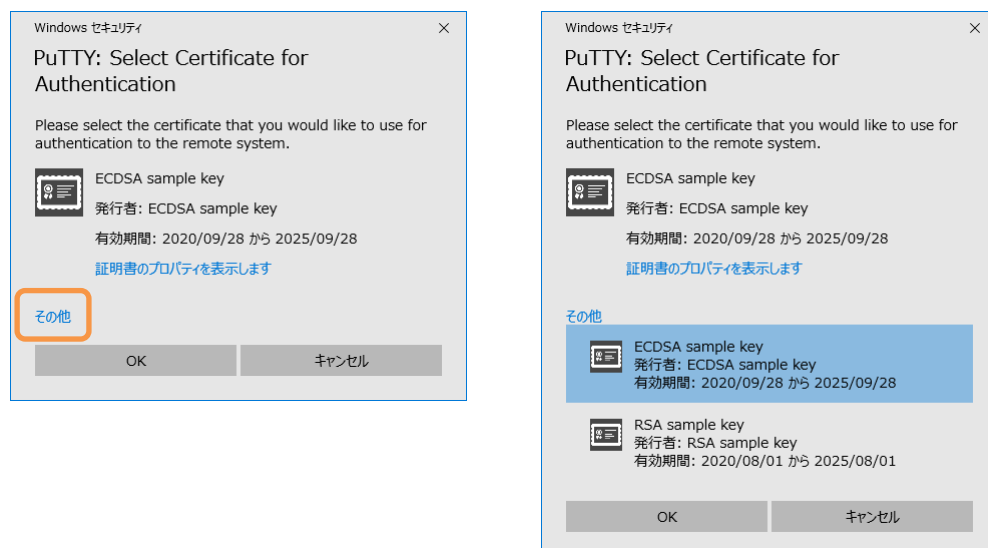 Windows セキュリティ
PuTTY: Select Certificate for
Authentication
Please select the certificate that you would like to use for
authentication to the remote system.
ECDSA sample key
発行者: ECDSA sample key
有効期間: 2020/09/28 から 2025/09/28
証明書のプロパティを表示します
その他
OK
キャンセル
Windows セキュリティ
PuTTY: Select Certificate for
Authentication
Please select the certificate that you would like to use for
authentication to the remote system.
ECDSA sample key
発行者: ECDSA sample key
有効期間: 2020/09/28 から 2025/09/28
証明書のプロパティを表示します
その他
ECDSA sample key
発行者: ECDSA sample key
有効期間: 2020/09/28 から 2025/09/28
RSA sample key
発行者: RSA sample key
有効期間: 2020/08/01 から 2025/08/01
OK
キャンセル